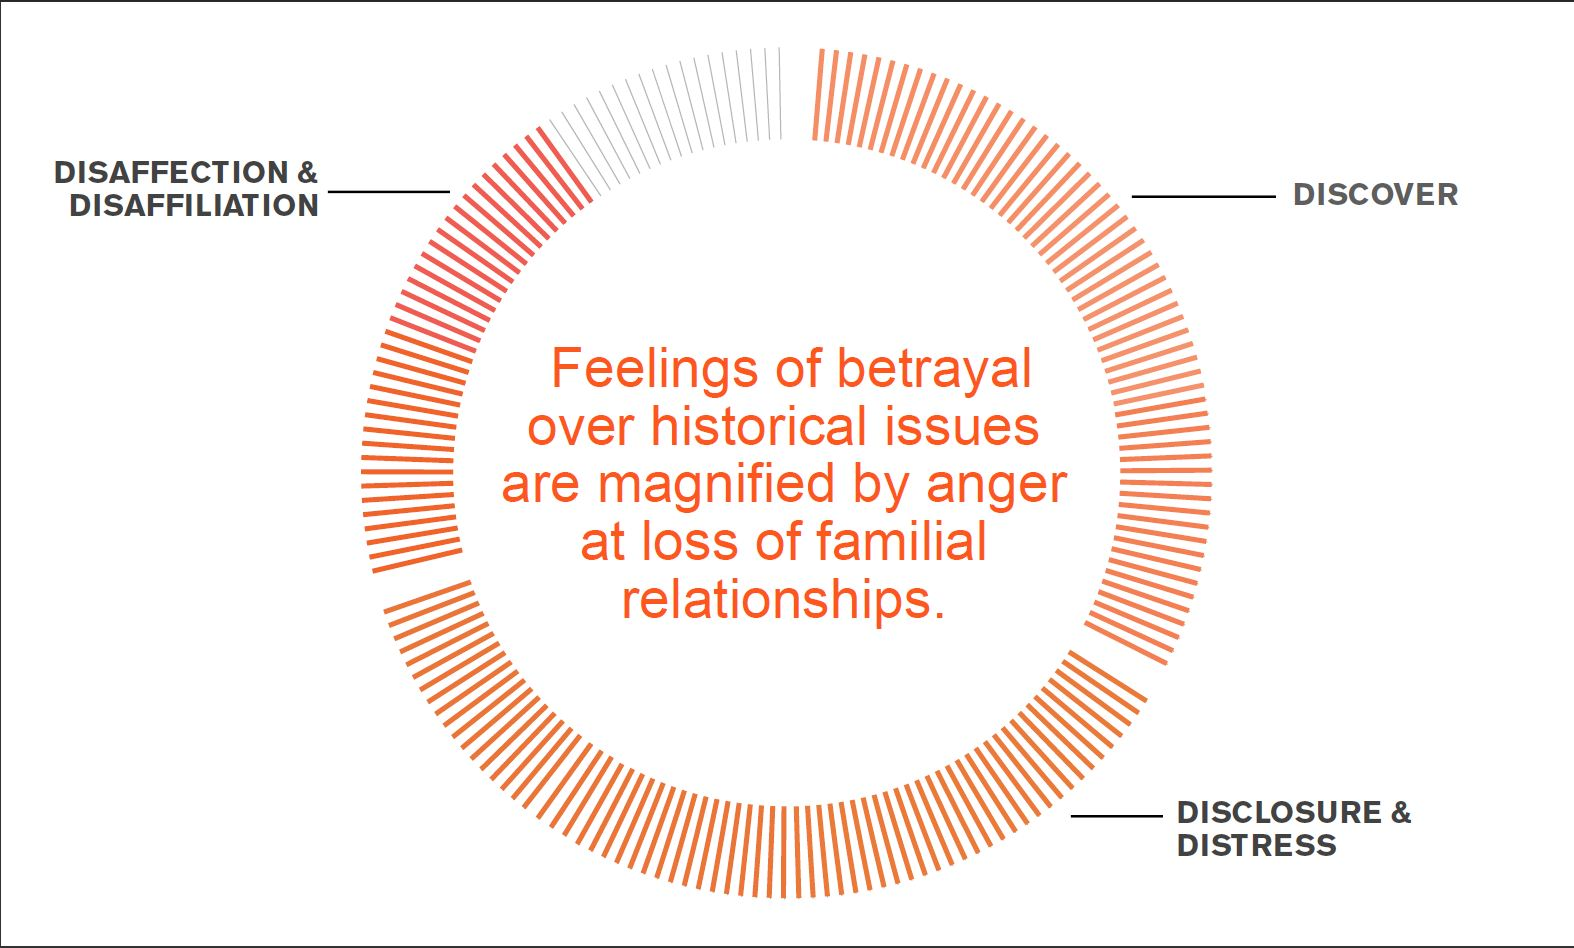 DISAFFECTION &
DISAFFILIATION
DISCOVER
Feelings of betrayal
over historical issues
are magnified by anger
at loss of familial
relationships.
DISCLOSURE &
DISTRESS